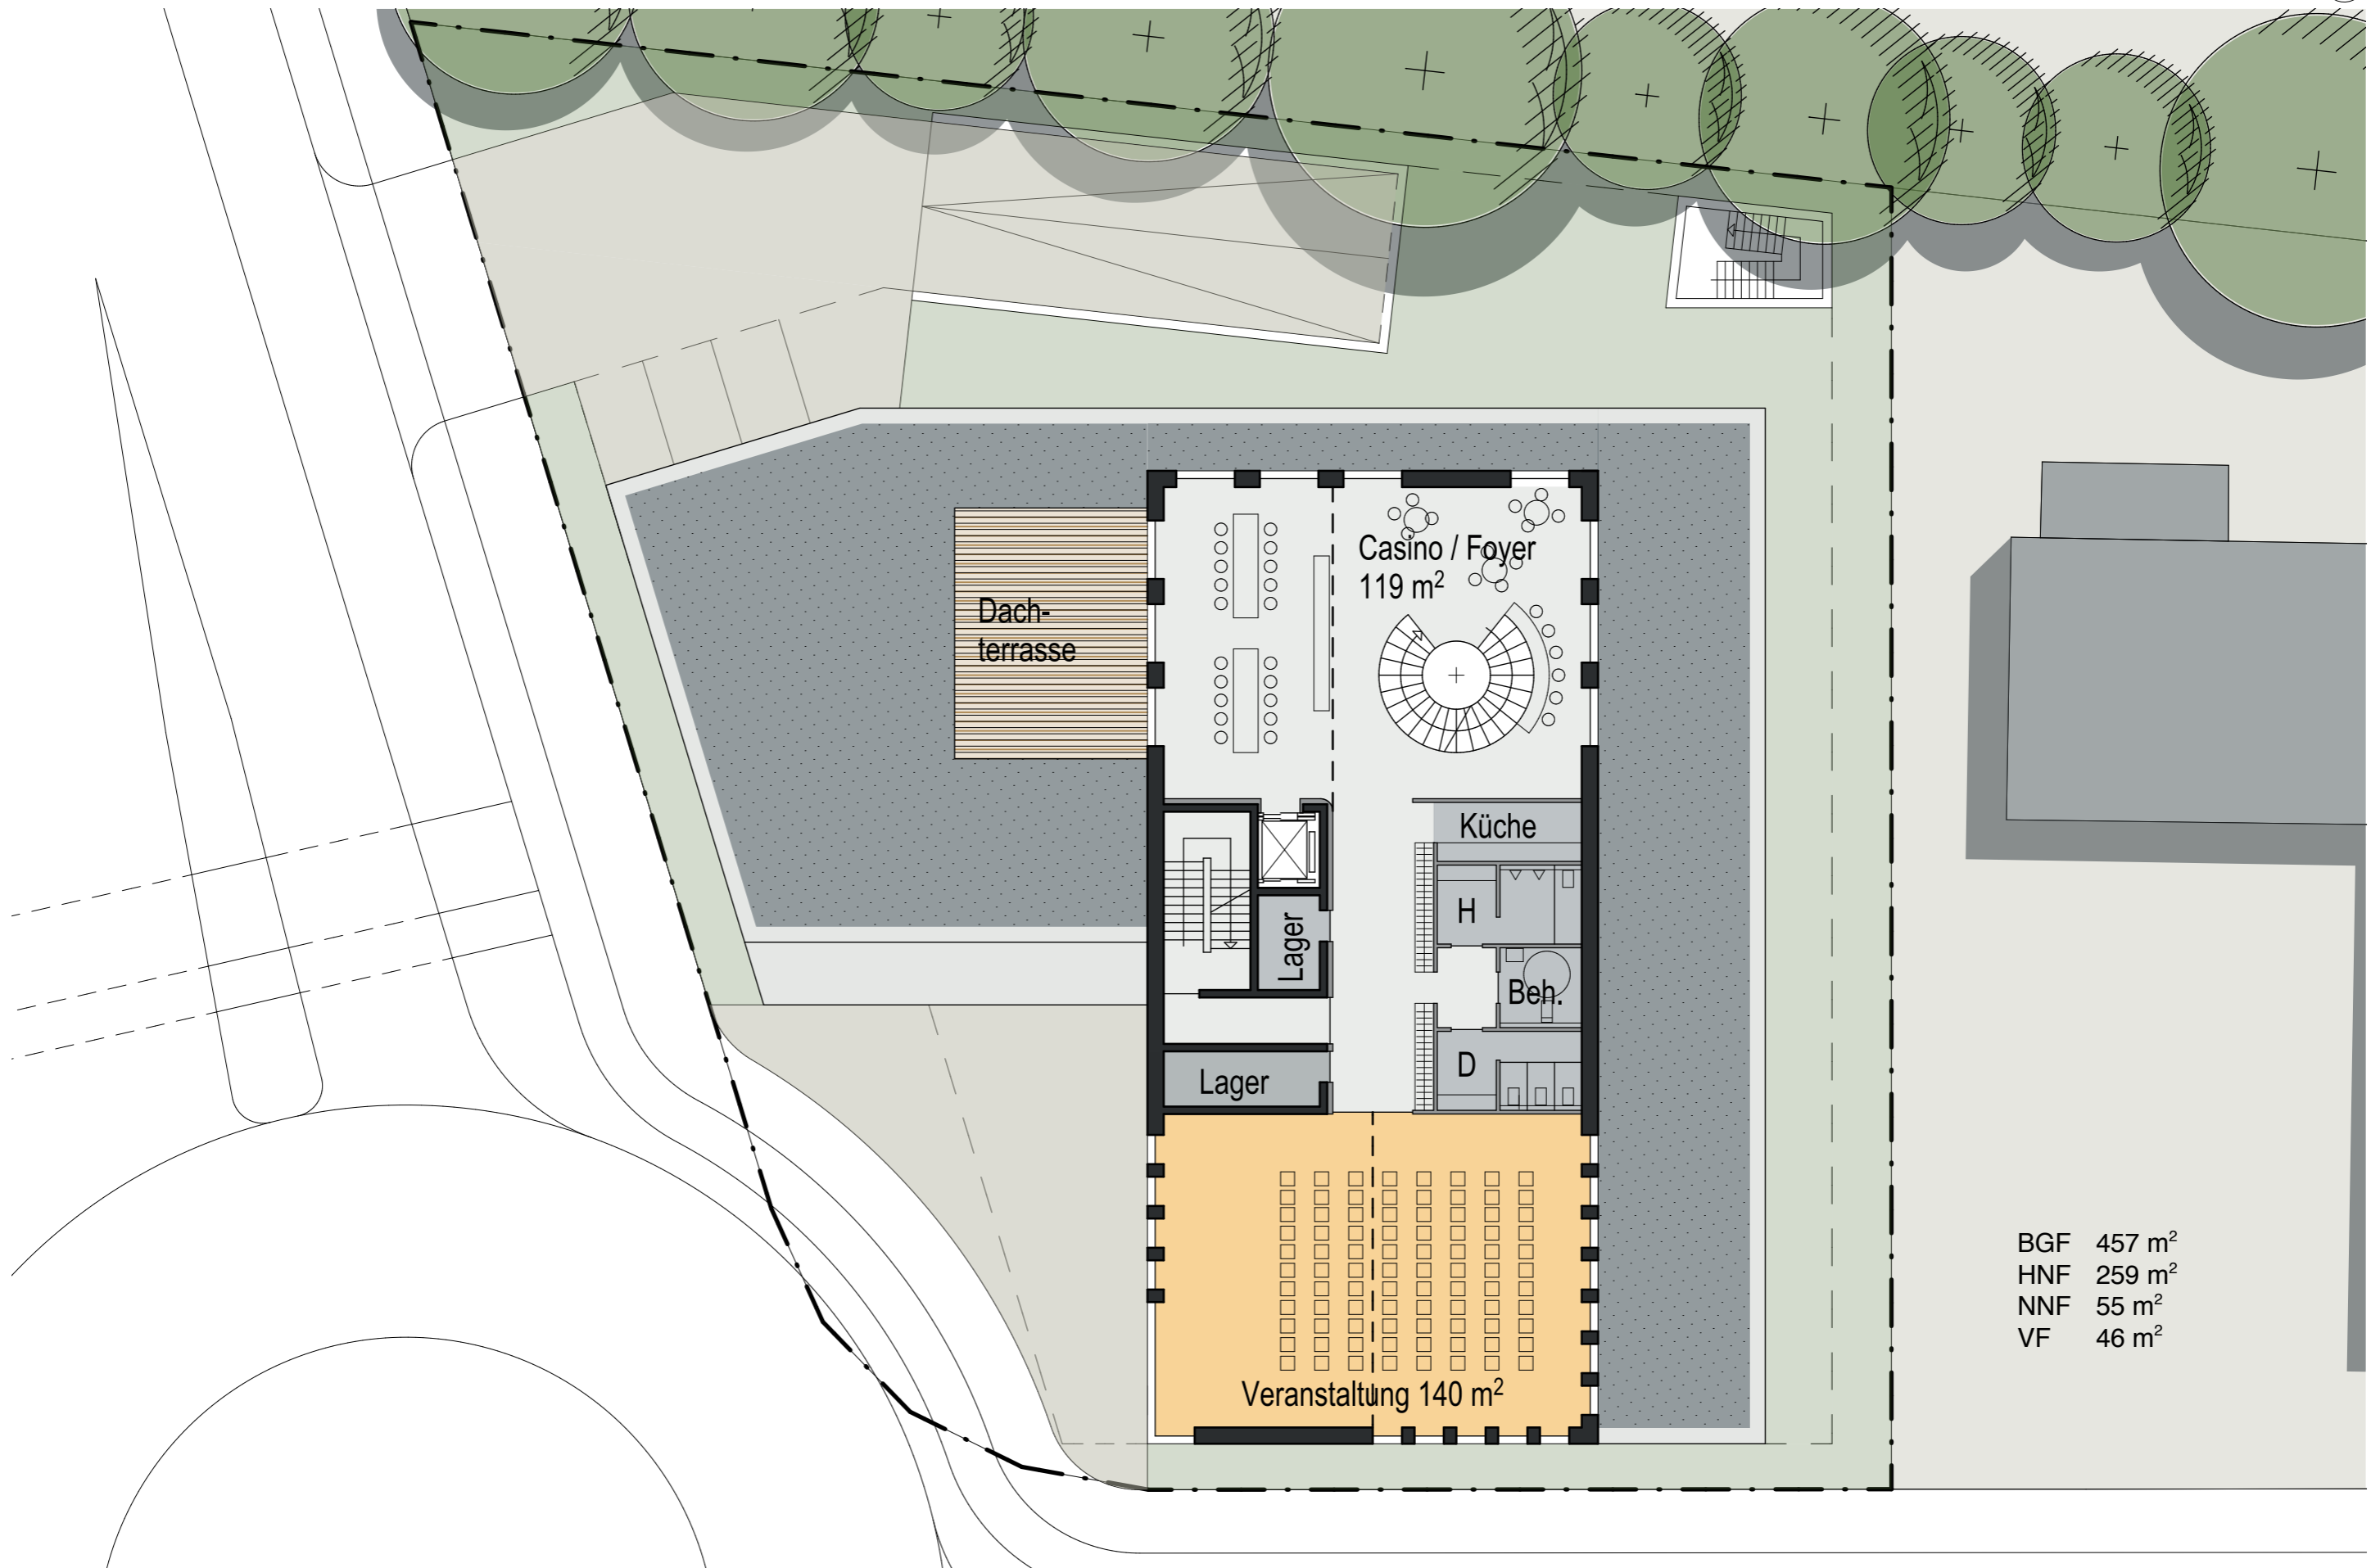 Casino / Foyer
119 m²
Dach-
terrasse
Küche
H
Lager
Beh.
D
Lager
Veranstaltung 140 m²
BGF 457 m²
HNF 259 m²
NNF 55 m²
VF 46 m²